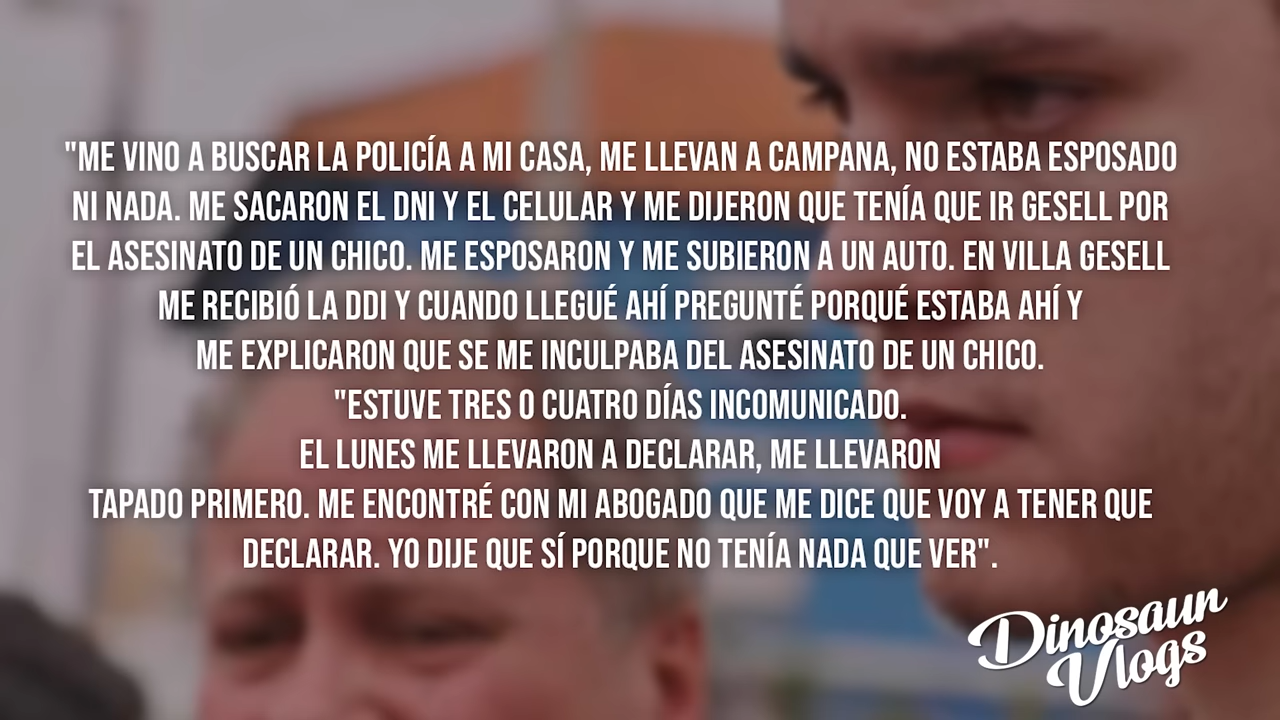 "ME VINO A BUSCAR LA POLICÍA A MI CASA, ME LLEVAN A CAMPANA, NO ESTABA ESPOSADO
NI NADA. ME SACARON EL DNI Y EL CELULAR Y ME DIJERON QUE TENÍA QUE IR GESELL POR
EL ASESINATO DE UN CHICO. ME ESPOSARON Y ME SUBIERON A UN AUTO. EN VILLA GESELL
ME RECIBIÓ LA DDI Y CUANDO LLEGUÉ AHÍ PREGUNTÉ PORQUÉ ESTABA AHÍ Y
ME EXPLICARON QUE SE ME INCULPABA DEL ASESINATO DE UN CHICO.
"ESTUVE TRES O CUATRO DÍAS INCOMUNICADO.
EL LUNES ME LLEVARON A DECLARAR, ME LLEVARON
TAPADO PRIMERO. ME ENCONTRÉ CON MI ABOGADO QUE ME DICE QUE VOY A TENER QUE
DECLARAR. YO DIJE QUE SÍ PORQUE NO TENÍA NADA QUE VER".
Dinosaur
Vlogs